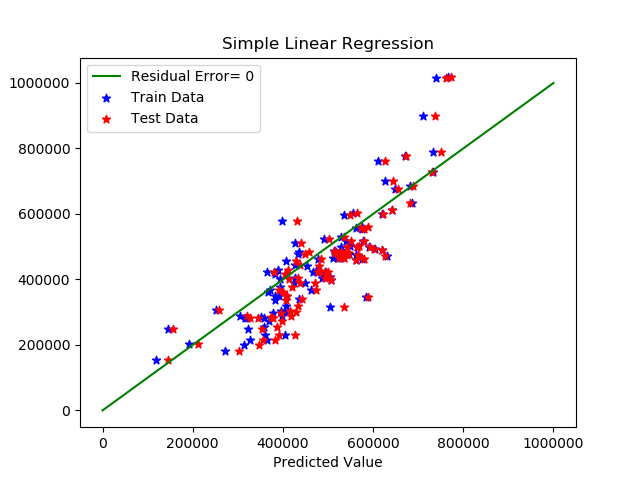 Simple Linear Regression
Residual Error= 0
Train Data
Test Data
1000000
800000
600000
400000
200000
0
0 200000 400000 600000 800000 1000000
Predicted Value